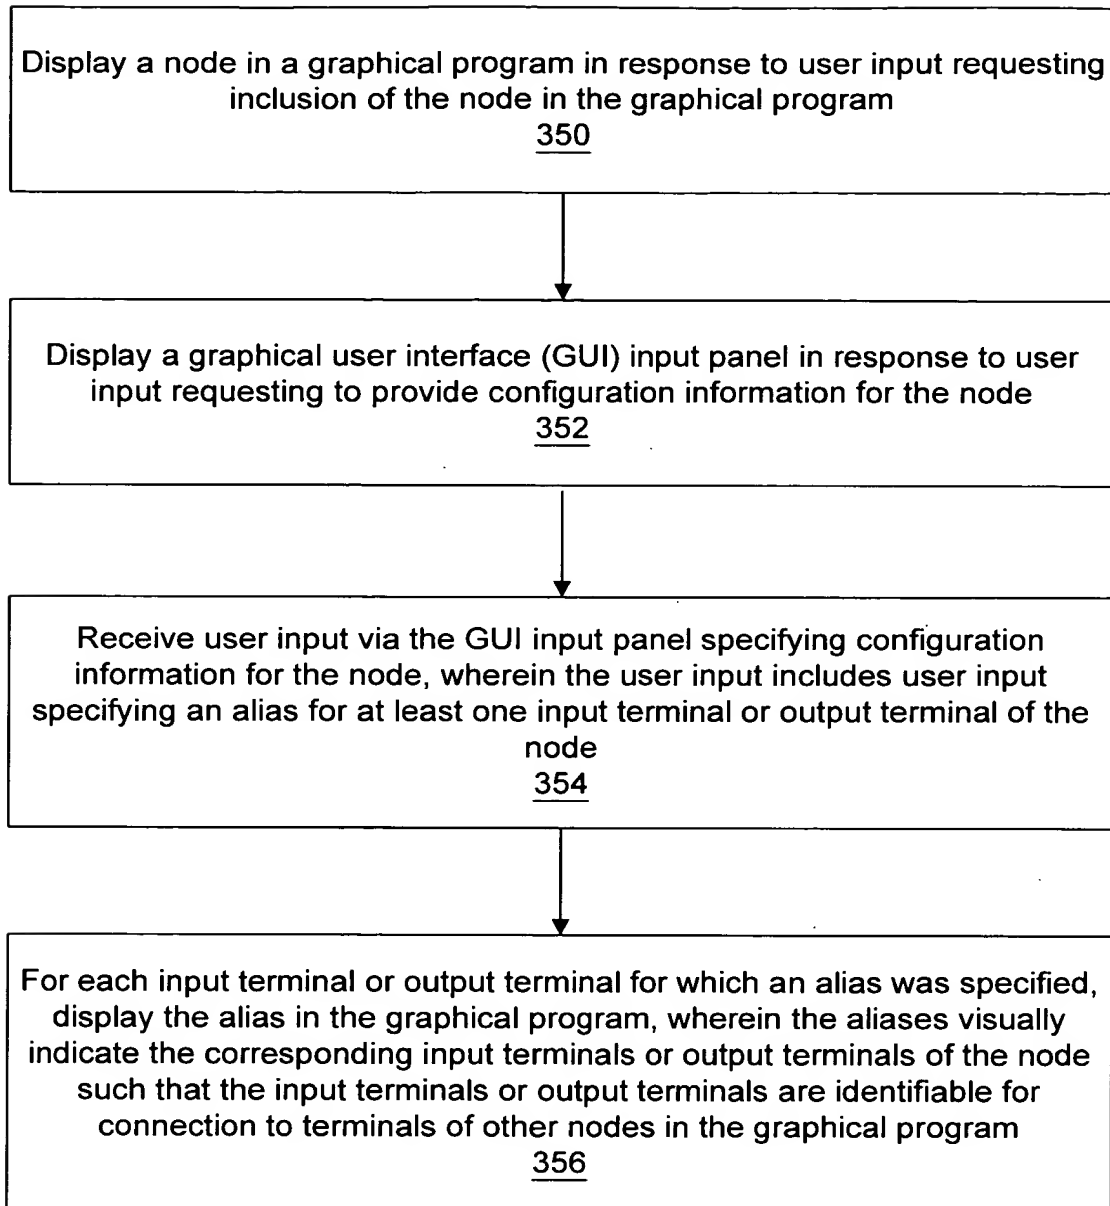 Display a node in a graphical program in response to user input requesting
inclusion of the node in the graphical program
350
Display a graphical user interface (GUI) input panel in response to user
input requesting to provide configuration information for the node
352
Receive user input via the GUI input panel specifying configuration
information for the node, wherein the user input includes user input
specifying an alias for at least one input terminal or output terminal of the
node
354
For each input terminal or output terminal for which an alias was specified,
display the alias in the graphical program, wherein the aliases visually
indicate the corresponding input terminals or output terminals of the node
such that the input terminals or output terminals are identifiable for
connection to terminals of other nodes in the graphical program
356